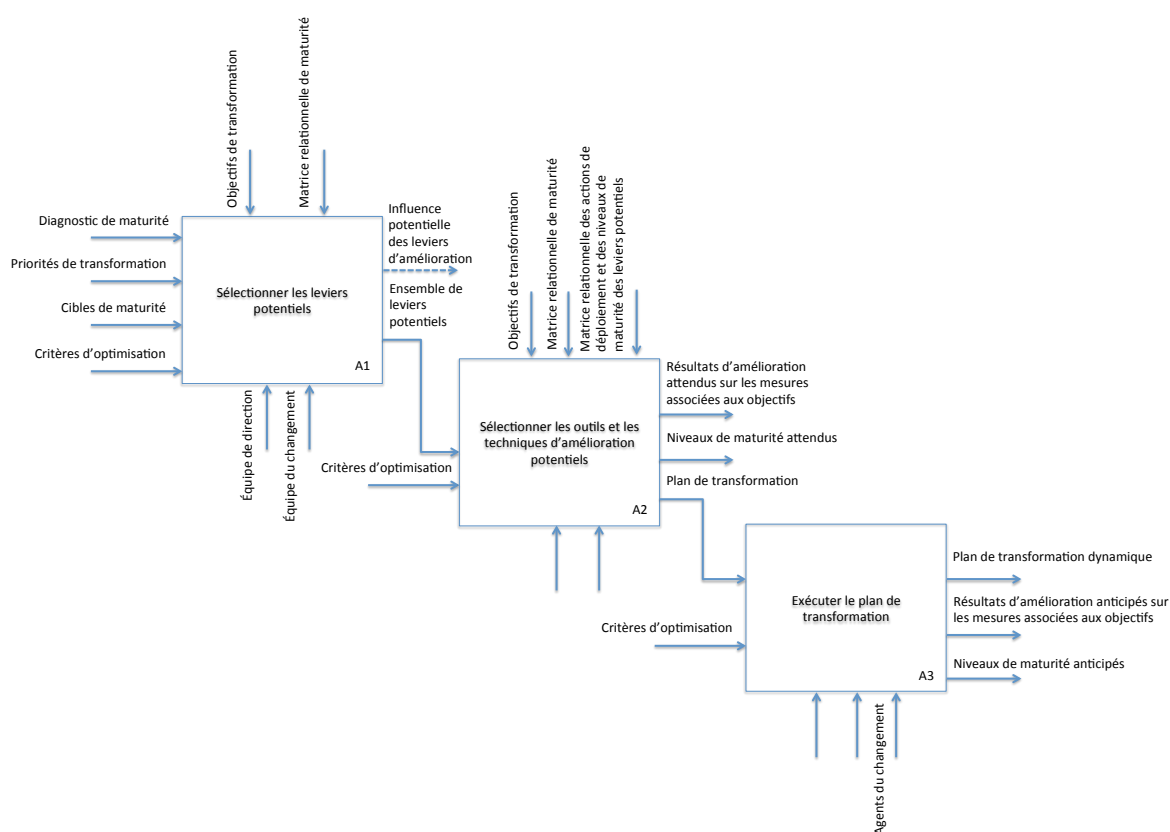 Objectifs de transformation
Matrice relationnelle de maturité
Diagnostic de maturité
Priorités de transformation
Cibles de maturité
Critères d'optimisation
Sélectionner les leviers
potentiels
A1
Influence
potentielle
des leviers
d'amélioration
Ensemble de
leviers
potentiels
Équipe de direction
Équipe du changement
Objectifs de transformation
Matrice relationnelle de maturité
Matrice relationnelle des actions de
déploiement et des niveaux de
maturité des leviers potentiels
Critères d'optimisation
Sélectionner les outils et les
techniques d'amélioration
potentiels
A2
Résultats d'amélioration
attendus sur les mesures
associées aux objectifs
Niveaux de maturité attendus
Plan de transformation
Critères d'optimisation
Exécuter le plan de
transformation
A3
Plan de transformation dynamique
Résultats d'amélioration anticipés sur
les mesures associées aux objectifs
Niveaux de maturité anticipés
Agents du changement